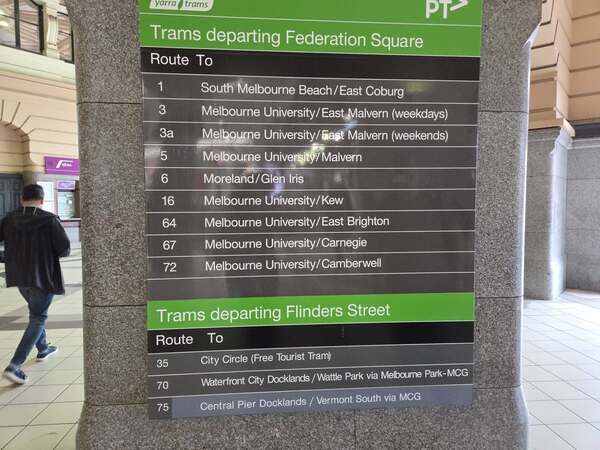 yarra trams
PT>
Trams departing Federation Square
Route To
1 South Melbourne Beach/East Coburg
3 Melbourne University/East Malvern (weekdays)
3a Melbourne University/East Malvern (weekends)
5 Melbourne University/Malvern
6 Moreland/Glen Iris
16 Melbourne University/Kew
64 Melbourne University/East Brighton
67 Melbourne University/Carnegie
72 Melbourne University/Camberwell
Trams departing Flinders Street
Route To
35 City Circle (Free Tourist Tram)
70 Waterfront City Docklands / Wattle Park via Melbourne Park-MCG
75 Central Pier Docklands / Vermont South via MCG